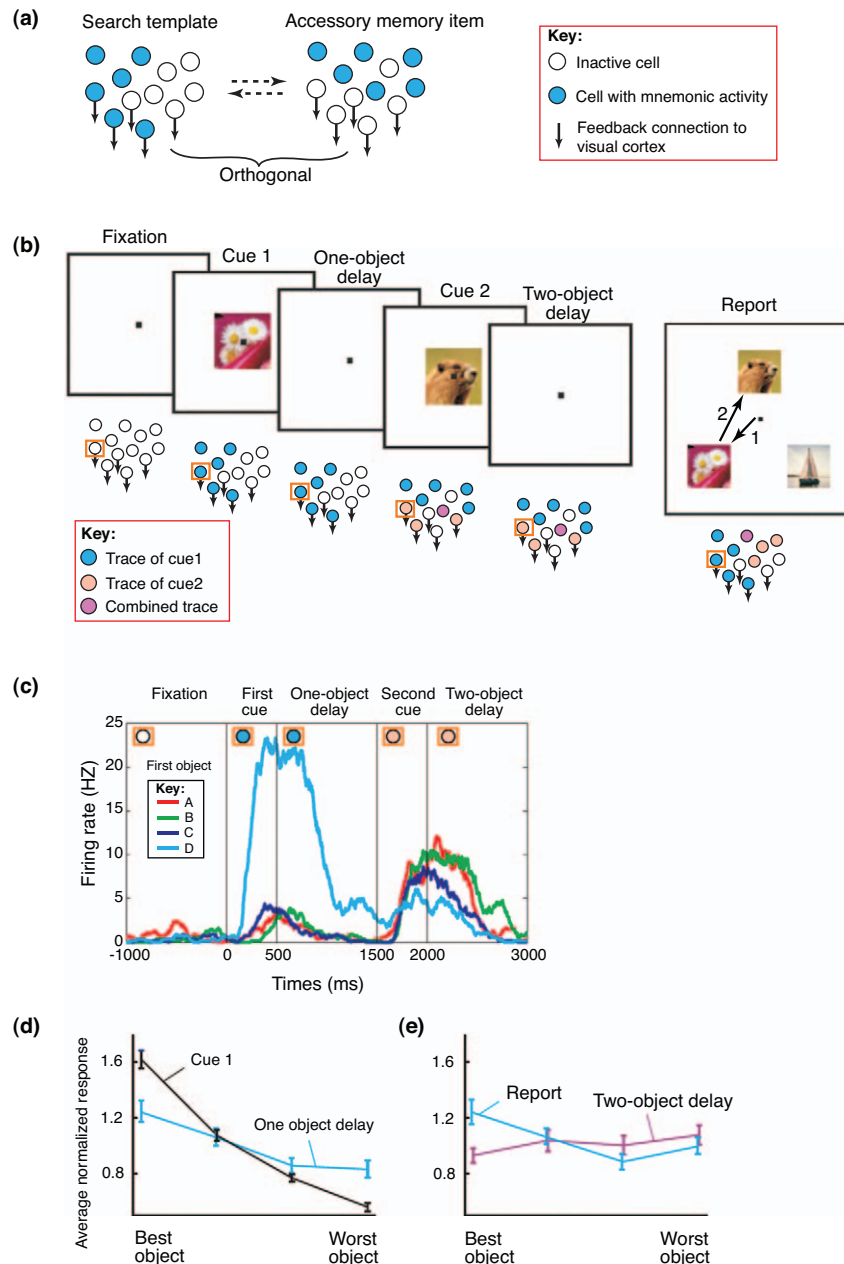 (a)
Search template
Accessory memory item
Orthogonal
Key:
Inactive cell
Cell with mnemonic activity
Feedback connection to
visual cortex
(b)
Fixation
Cue 1
One-object
delay
Cue 2
Two-object
delay
Report
2
1
Key:
Trace of cue1
Trace of cue2
Combined trace
(c)
Fixation
First
cue
One-object
delay
Second
cue
Two-object
delay
Firing rate (HZ)
25
20
15
10
5
0
First object
Key:
A
B
C
D
-1000 0 500 1500 2000 3000
Times (ms)
(d)
Average normalized response
1.6
1.2
0.8
Cue 1
One object delay
Best
object
Worst
object
(e)
1.6
1.2
0.8
Report
Two-object delay
Best
object
Worst
object